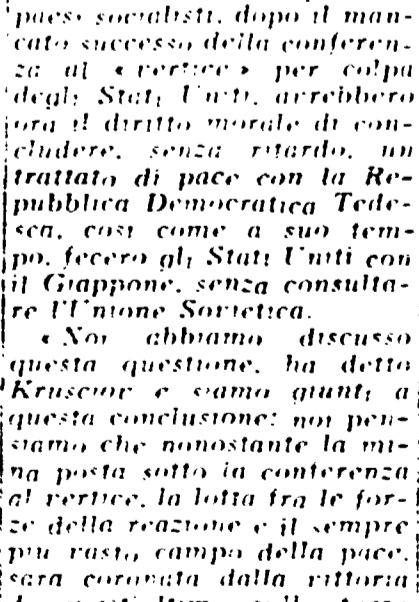 paesi socialisti, dopo il man-
cato successo della conferen-
za al «vertice» per colpa
degli Stati Uniti, avrebbero
ora il diritto morale di con-
cludere, senza ritardo, un
trattato di pace con la Re-
pubblica Democratica Tede-
sca, così come a suo tem-
po, fecero gli Stati Uniti con
il Giappone, senza consulta-
re l'Unione Sovietica.
«Noi abbiamo discusso
questa questione, ha detto
Krusciov e siamo giunti a
questa conclusione: noi pen-
siamo che nonostante la mi-
na posta sotto la conferenza
al vertice, la lotta fra le for-
ze della reazione e il sempre
più vasto campo della pace,
sarà coronata dalla vittoria